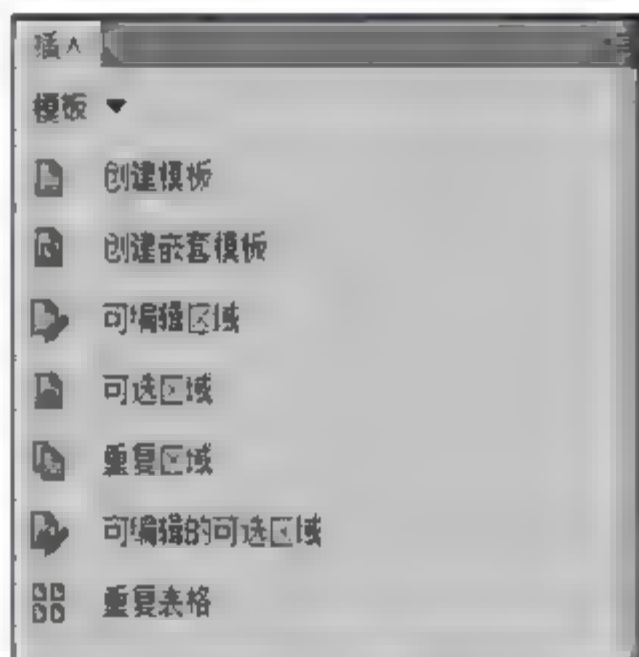 插入
模板
创建模板
创建嵌套模板
可编辑区域
可选区域
重复区域
可编辑的可选区域
重复表格